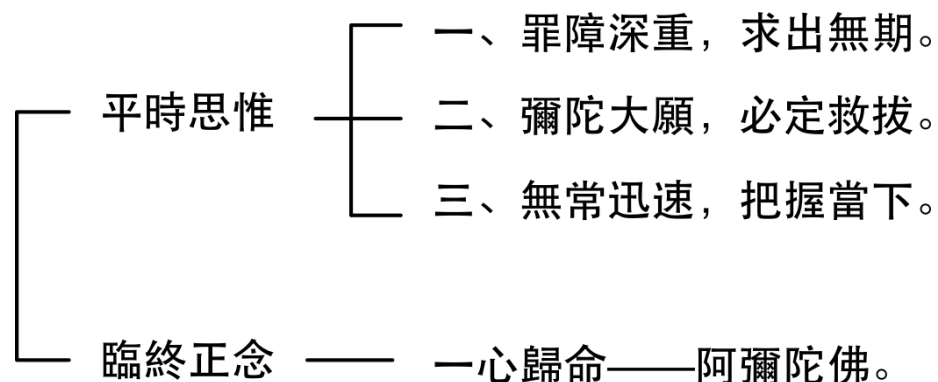 一、罪障深重，求出無期。
平時思惟
二、彌陀大願，必定救拔。
三、無常迅速，把握當下。
臨終正念
一心歸命——阿彌陀佛。